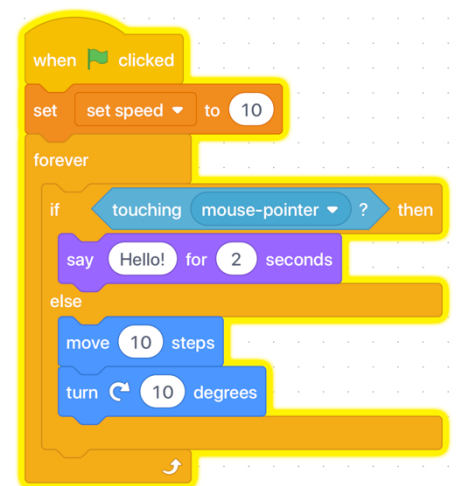 when clicked
set set speed to 10
forever
if touching mouse-pointer ? then
say Hello! for 2 seconds
else
move 10 steps
turn 10 degrees